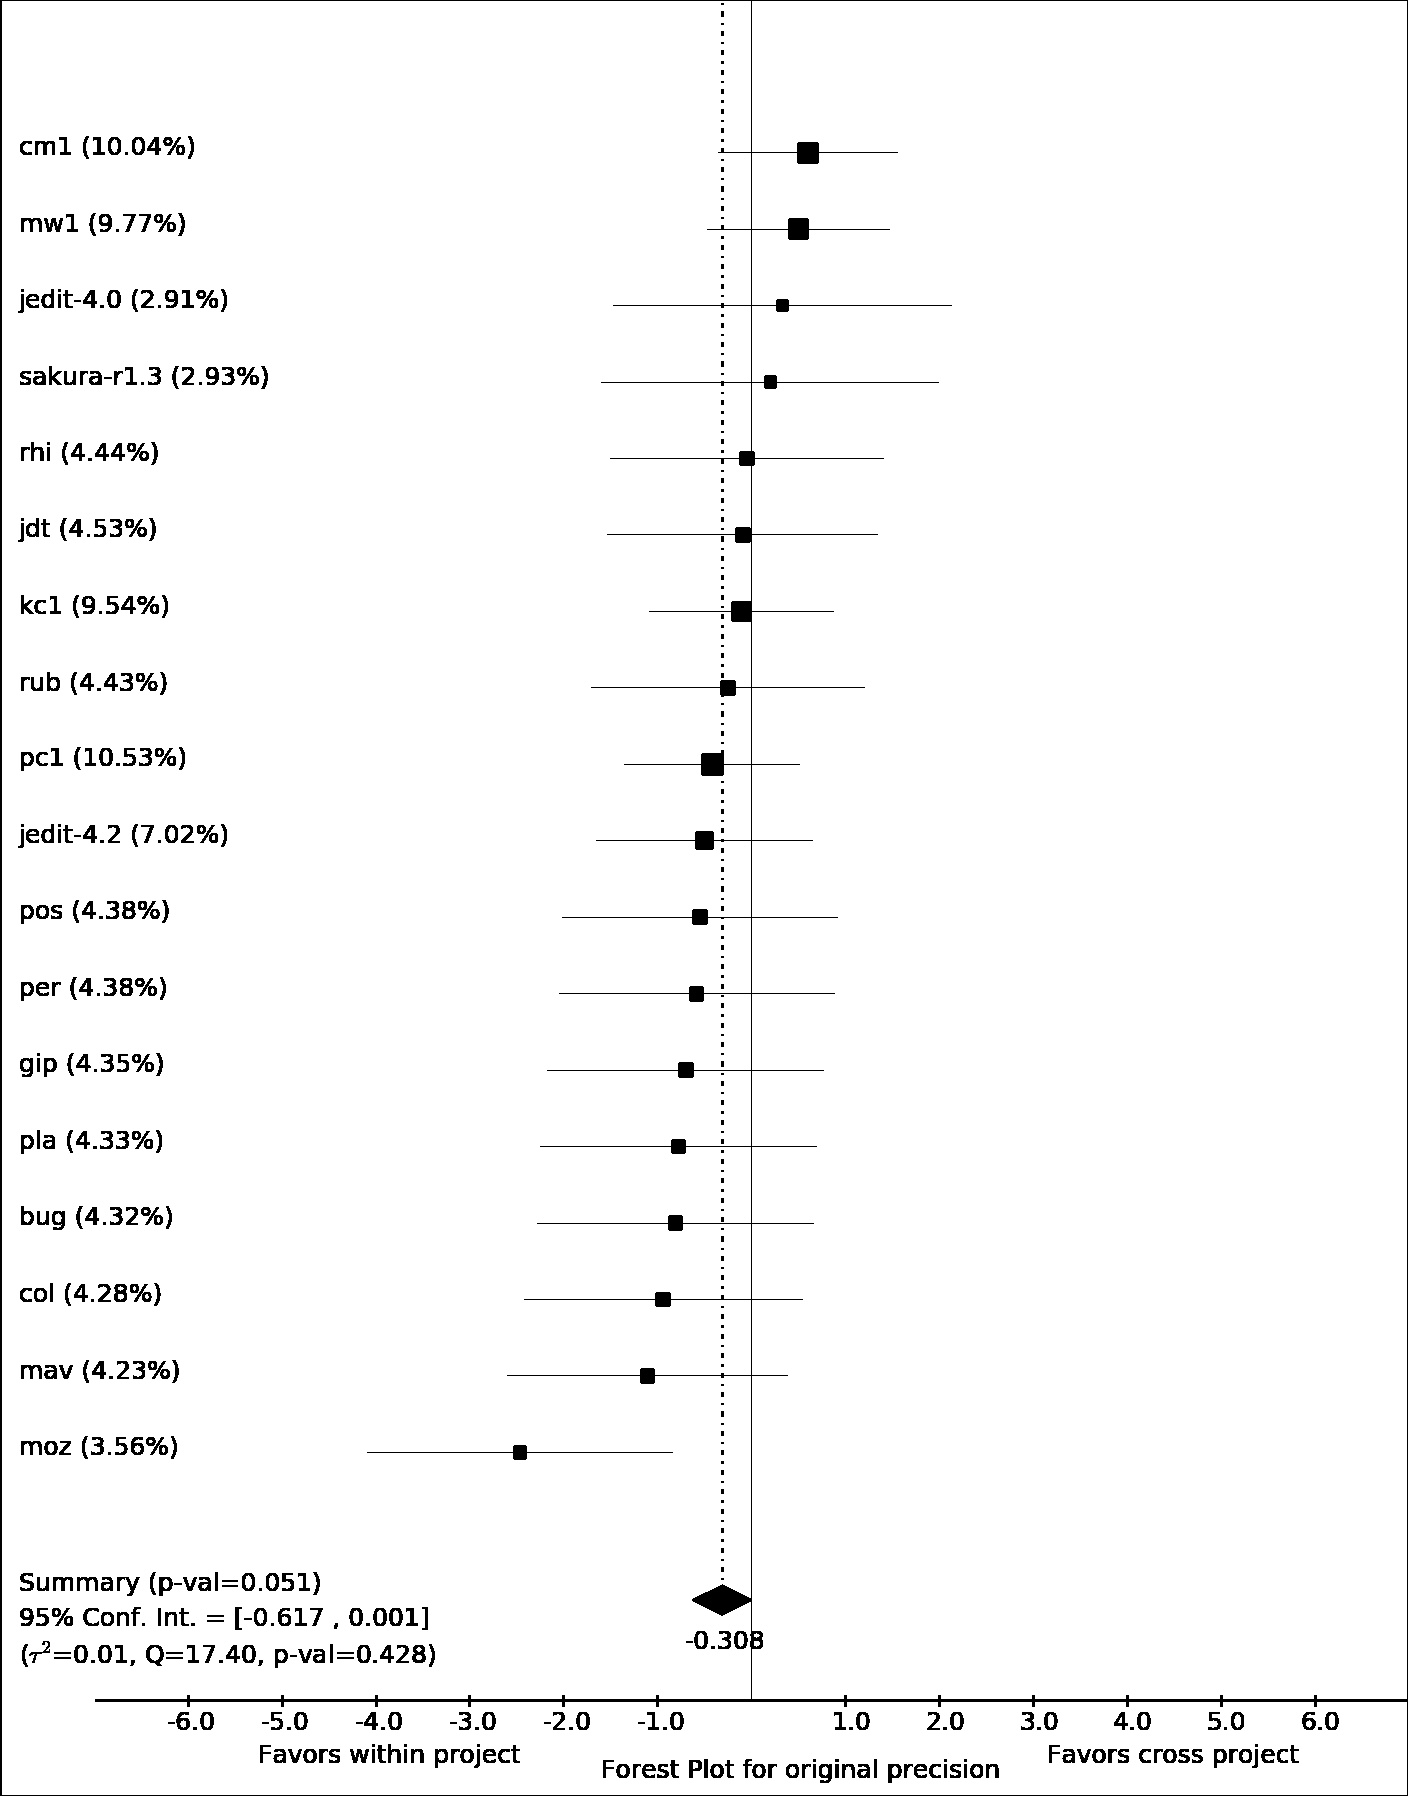 cm1 (10.04%)
mw1 (9.77%)
jedit-4.0 (2.91%)
sakura-r1.3 (2.93%)
rhi (4.44%)
jdt (4.53%)
kc1 (9.54%)
rub (4.43%)
pc1 (10.53%)
jedit-4.2 (7.02%)
pos (4.38%)
per (4.38%)
gip (4.35%)
pla (4.33%)
bug (4.32%)
col (4.28%)
mav (4.23%)
moz (3.56%)
Summary (p-val=0.051)
95% Conf. Int. = [-0.617 , 0.001]
-0.308
(τ²=0.01, Q=17.40, p-val=0.428)
-6.0 -5.0 -4.0 -3.0 -2.0 -1.0 1.0 2.0 3.0 4.0 5.0 6.0
Favors within project Favors cross project
Forest Plot for original precision